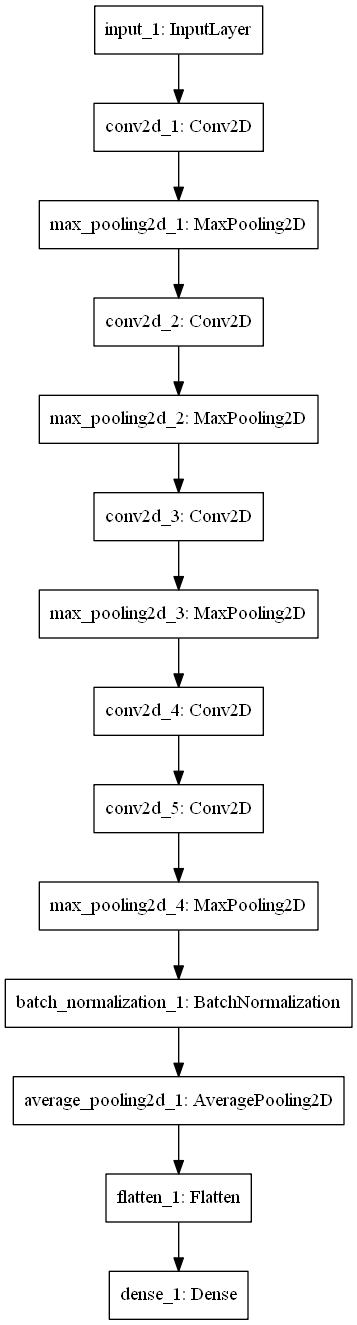 input_1: InputLayer
conv2d_1: Conv2D
max_pooling2d_1: MaxPooling2D
conv2d_2: Conv2D
max_pooling2d_2: MaxPooling2D
conv2d_3: Conv2D
max_pooling2d_3: MaxPooling2D
conv2d_4: Conv2D
conv2d_5: Conv2D
max_pooling2d_4: MaxPooling2D
batch_normalization_1: BatchNormalization
average_pooling2d_1: AveragePooling2D
flatten_1: Flatten
dense_1: Dense